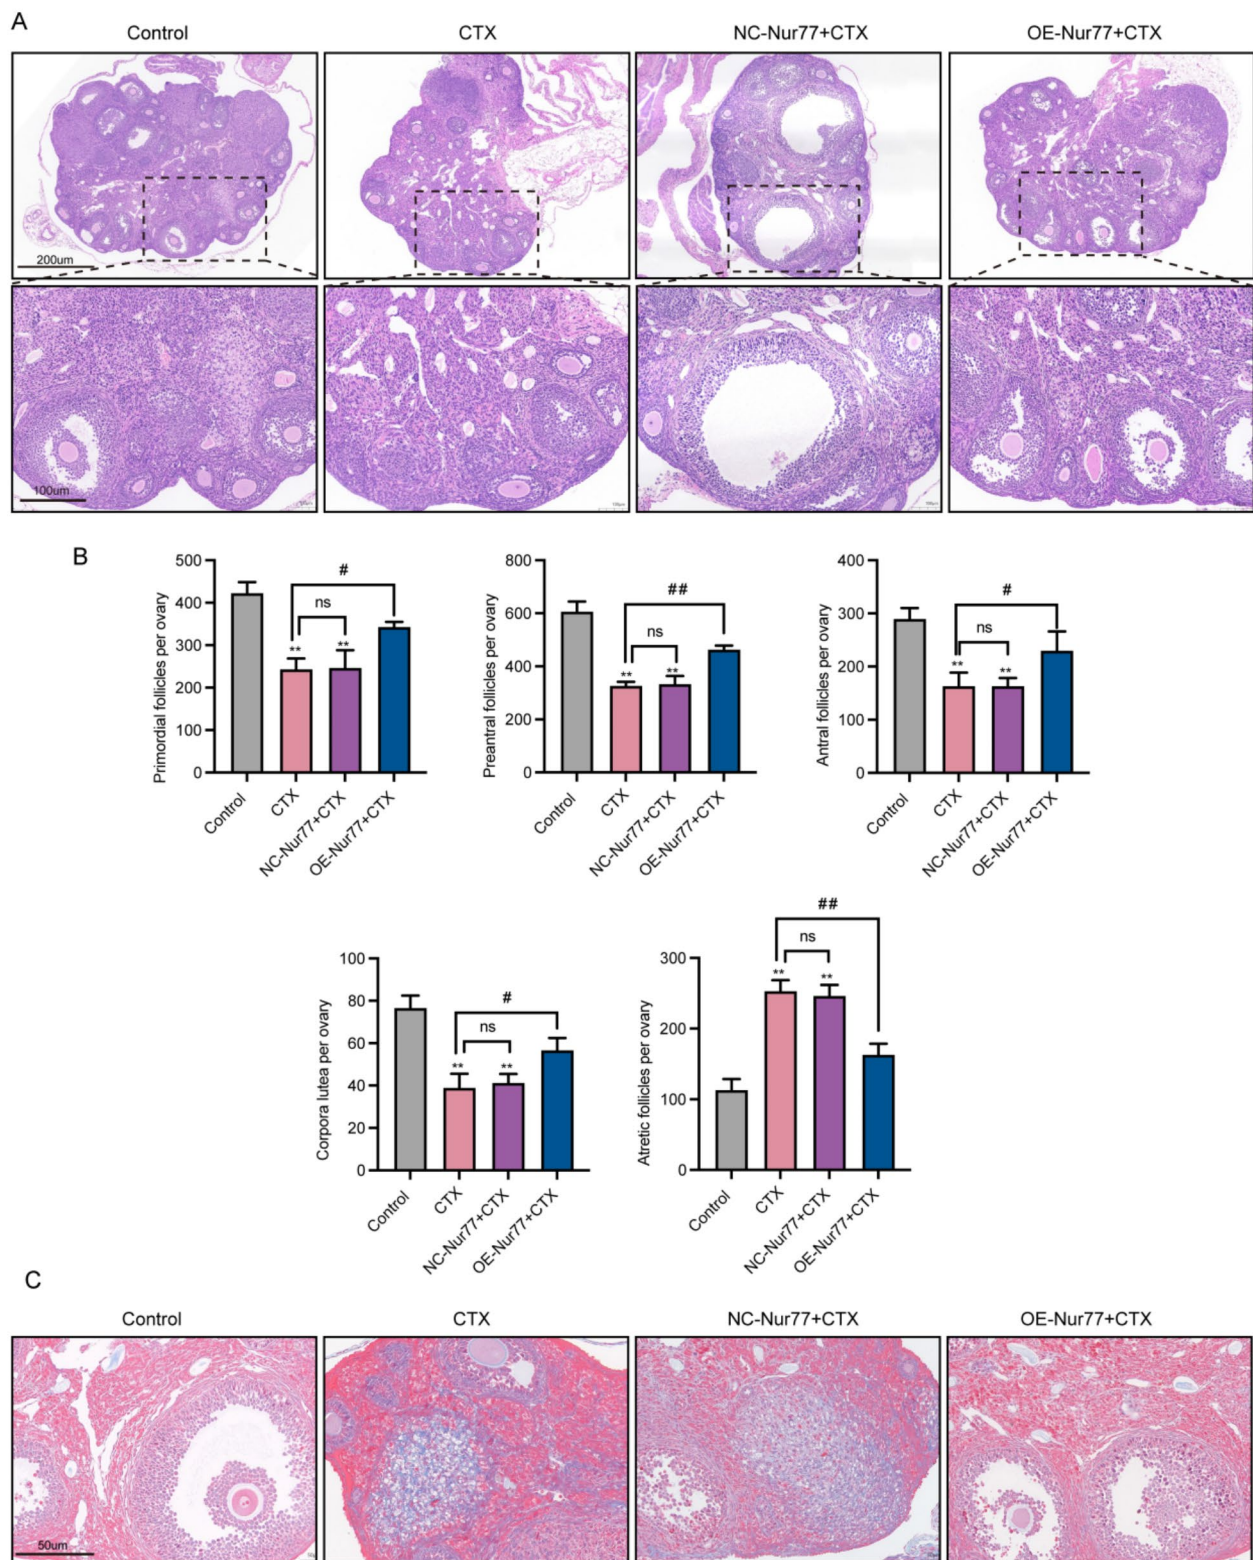 A
Control CTX NC-Nur77+CTX OE-Nur77+CTX
200um
100um
B
Primordial follicles per ovary
500
400
300
200
100
0
#
ns
** **
Control CTX NC-Nur77+CTX OE-Nur77+CTX
Preantral follicles per ovary
800
600
400
200
0
##
ns
** **
Control CTX NC-Nur77+CTX OE-Nur77+CTX
Antral follicles per ovary
400
300
200
100
0
#
ns
** **
Control CTX NC-Nur77+CTX OE-Nur77+CTX
Corpora lutea per ovary
100
80
60
40
20
0
#
ns
** **
Control CTX NC-Nur77+CTX OE-Nur77+CTX
Atretic follicles per ovary
300
200
100
0
##
ns
** **
Control CTX NC-Nur77+CTX OE-Nur77+CTX
C
Control CTX NC-Nur77+CTX OE-Nur77+CTX
50um